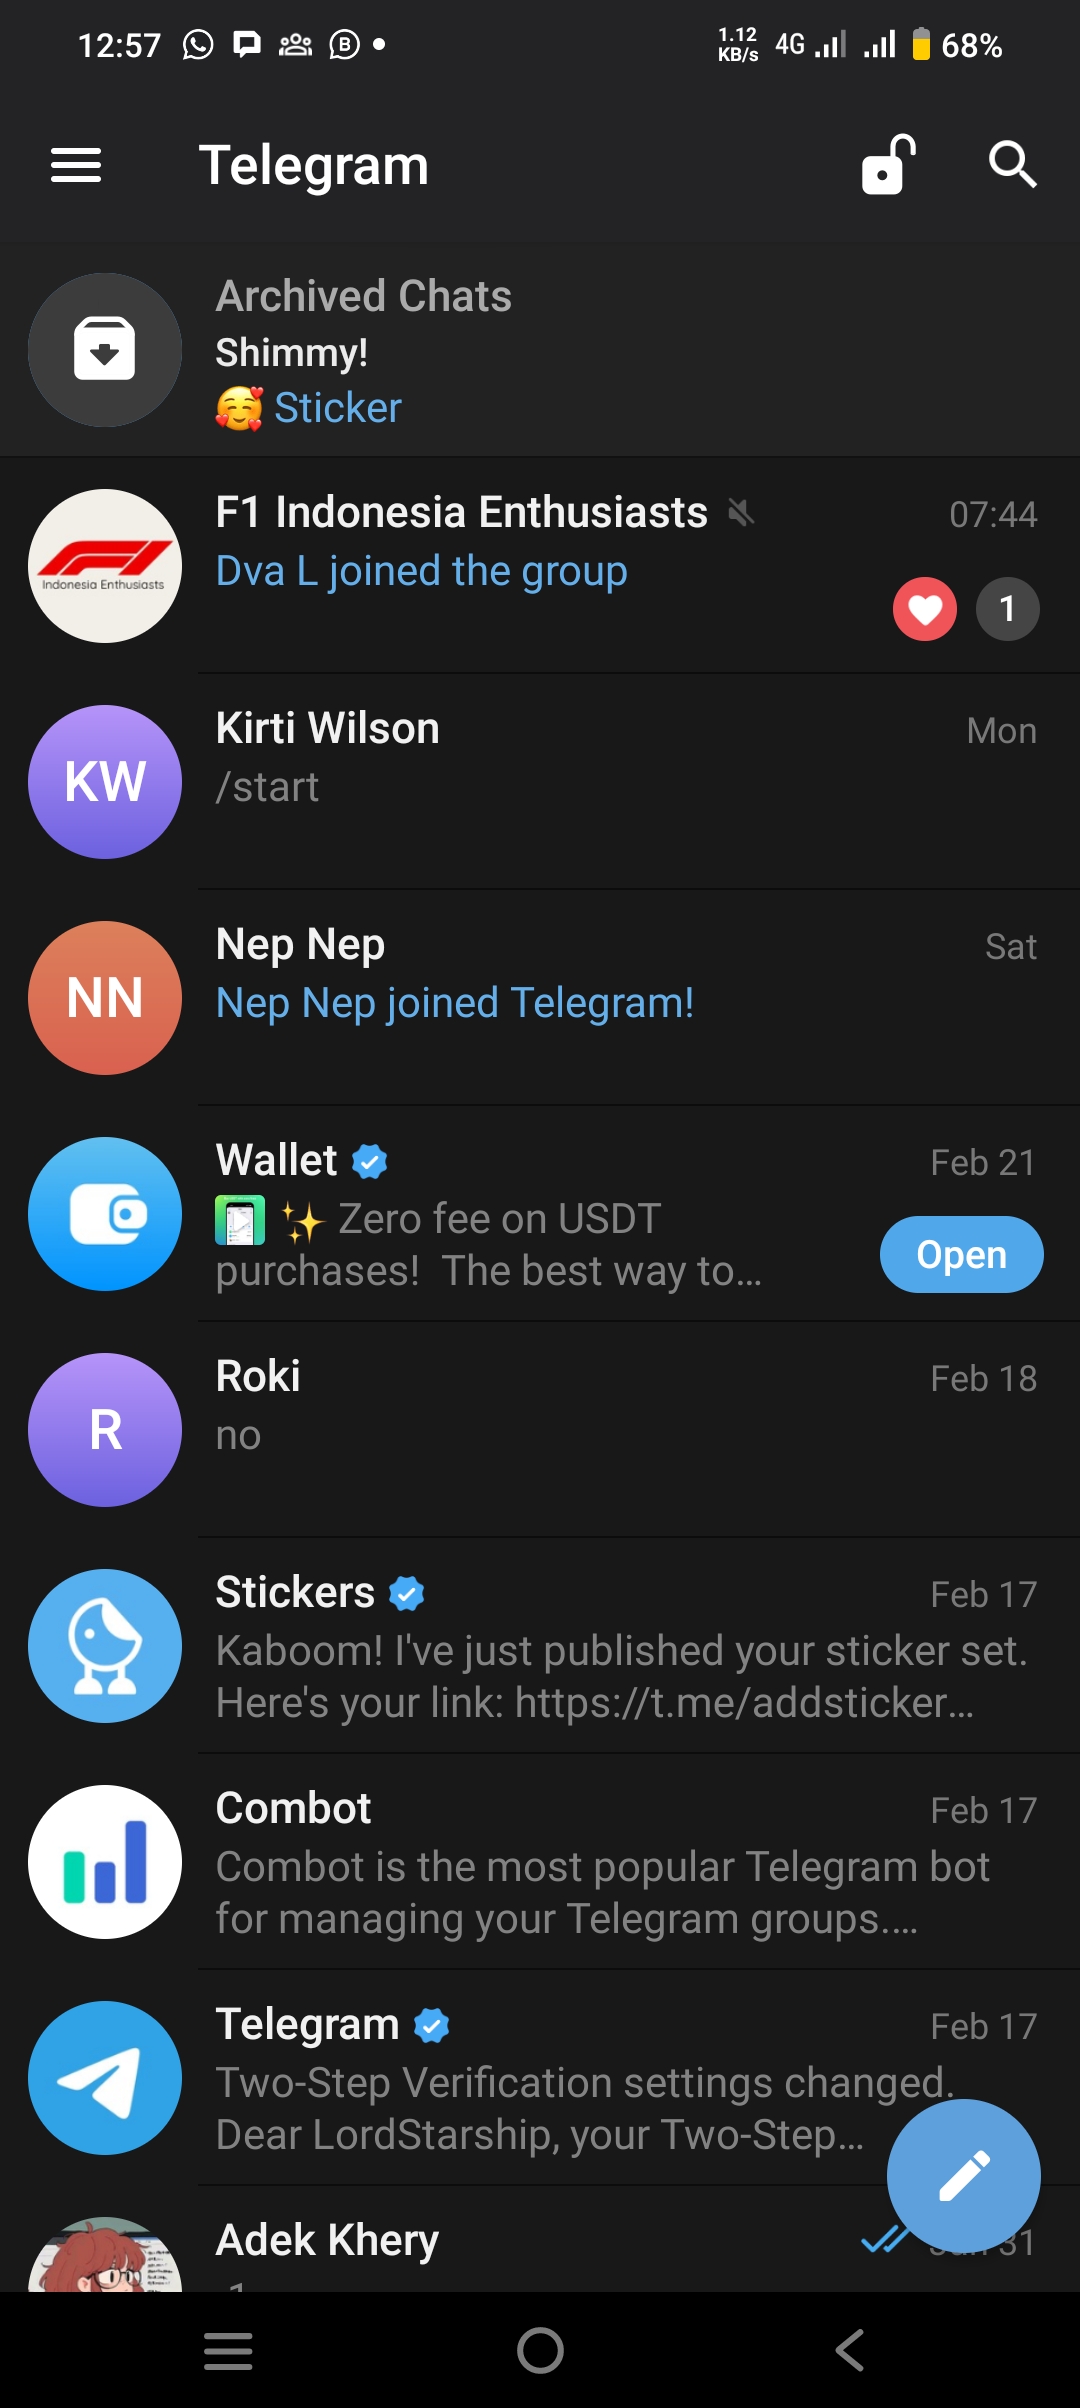 12:57
1.12 KB/s 4G 68%
Telegram
Archived Chats
Shimmy!
🥰 Sticker
F1 Indonesia Enthusiasts 07:44
Indonesia Enthusiasts
Dva L joined the group
1
KW
Kirti Wilson Mon
/start
NN
Nep Nep Sat
Nep Nep joined Telegram!
Wallet Feb 21
✨ Zero fee on USDT
purchases! The best way to...
Open
R
Roki Feb 18
no
Stickers Feb 17
Kaboom! I've just published your sticker set.
Here's your link: https://t.me/addsticker...
Combot Feb 17
Combot is the most popular Telegram bot
for managing your Telegram groups....
Telegram Feb 17
Two-Step Verification settings changed.
Dear LordStarship, your Two-Step...
Adek Khery 31